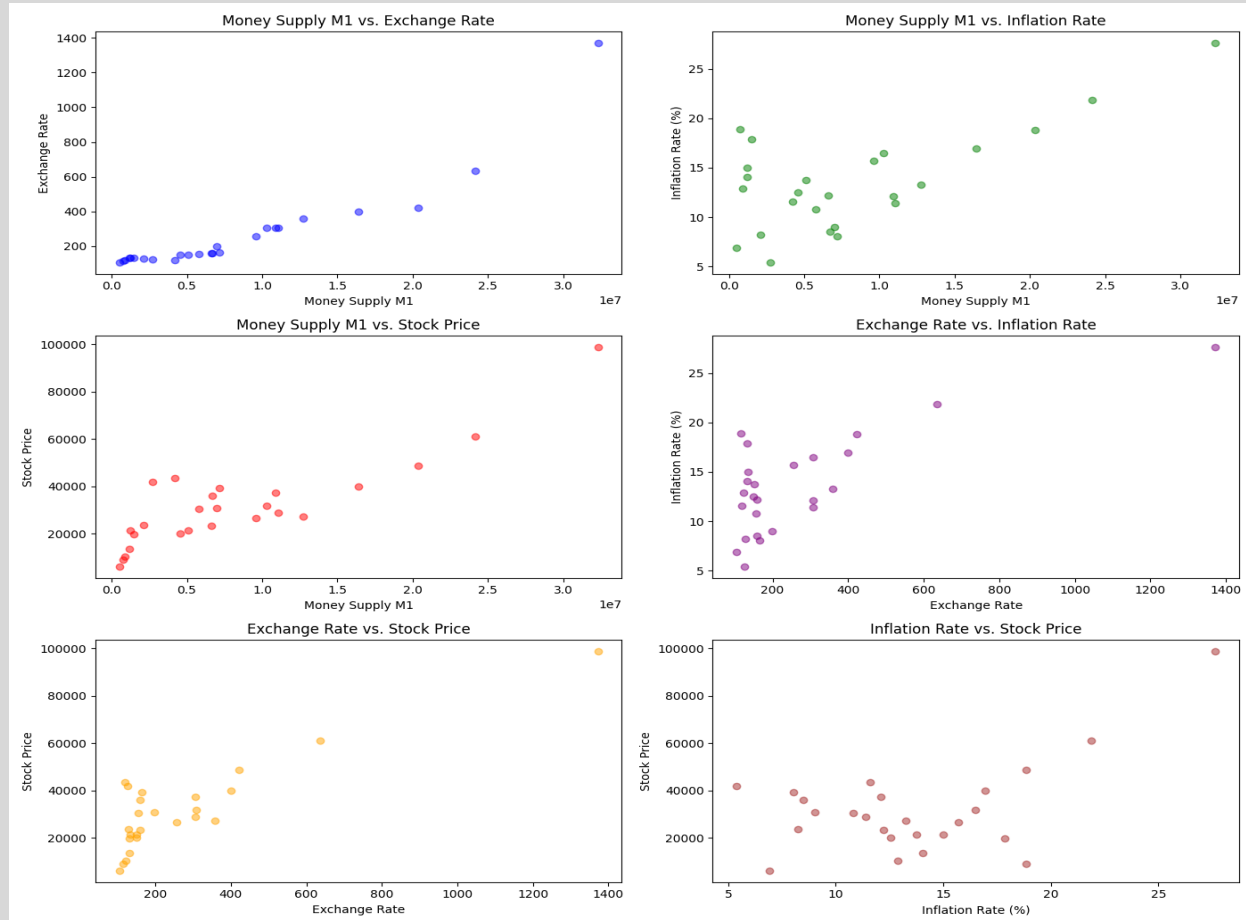 Money Supply M1 vs. Exchange Rate
1400
1200
1000
800
600
400
200
Exchange Rate
0.0 0.5 1.0 1.5 2.0 2.5 3.0
1e7
Money Supply M1
Money Supply M1 vs. Inflation Rate
25
20
15
10
5
Inflation Rate (%)
0.0 0.5 1.0 1.5 2.0 2.5 3.0
1e7
Money Supply M1
Money Supply M1 vs. Stock Price
100000
80000
60000
40000
20000
Stock Price
0.0 0.5 1.0 1.5 2.0 2.5 3.0
1e7
Money Supply M1
Exchange Rate vs. Inflation Rate
25
20
15
10
5
Inflation Rate (%)
200 400 600 800 1000 1200 1400
Exchange Rate
Exchange Rate vs. Stock Price
100000
80000
60000
40000
20000
Stock Price
200 400 600 800 1000 1200 1400
Exchange Rate
Inflation Rate vs. Stock Price
100000
80000
60000
40000
20000
Stock Price
5 10 15 20 25
Inflation Rate (%)